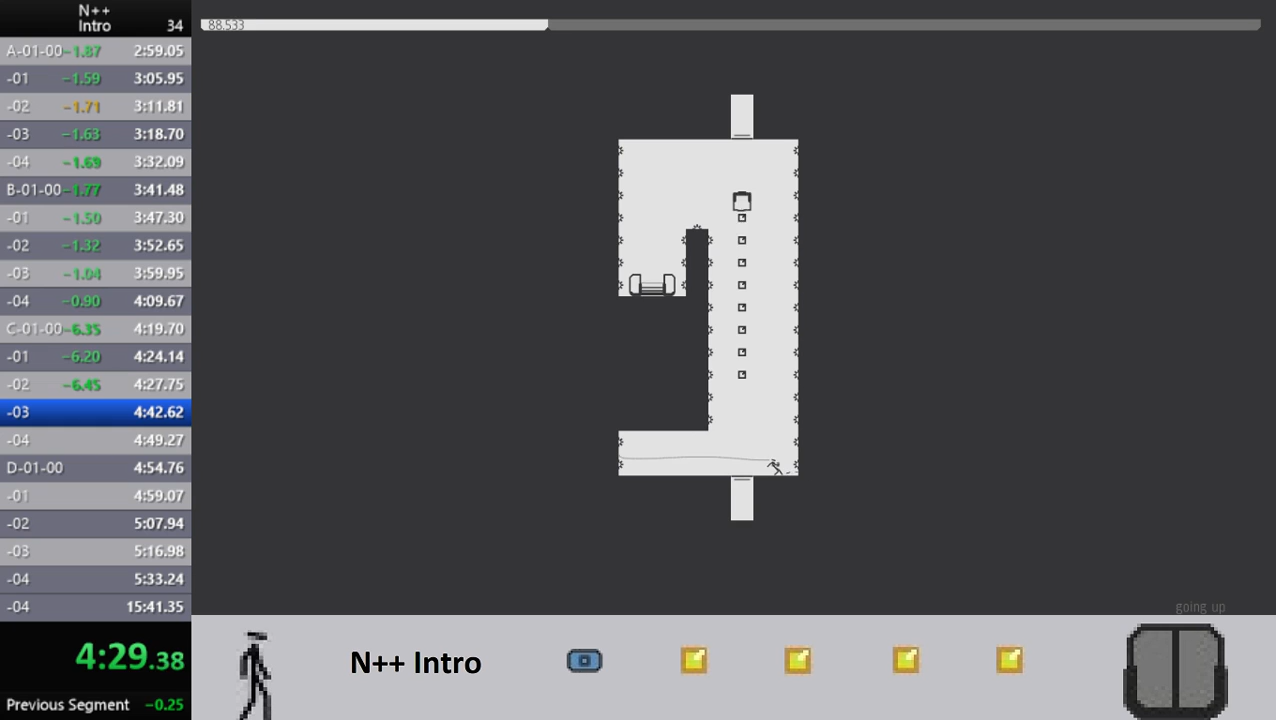 N++
Intro 34
A-01-00 -1.87 2:59.05
-01 -1.59 3:05.95
-02 -1.71 3:11.81
-03 -1.63 3:18.70
-04 -1.69 3:32.09
B-01-00 -1.77 3:41.48
-01 -1.50 3:47.30
-02 -1.32 3:52.65
-03 -1.04 3:59.95
-04 -0.90 4:09.67
C-01-00 -6.35 4:19.70
-01 -6.20 4:24.14
-02 -6.45 4:27.75
-03 4:42.62
-04 4:49.27
D-01-00 4:54.76
-01 4:59.07
-02 5:07.94
-03 5:16.98
-04 5:33.24
-04 15:41.35
4:29.38
Previous Segment -0.25
88.533
going up
N++ Intro